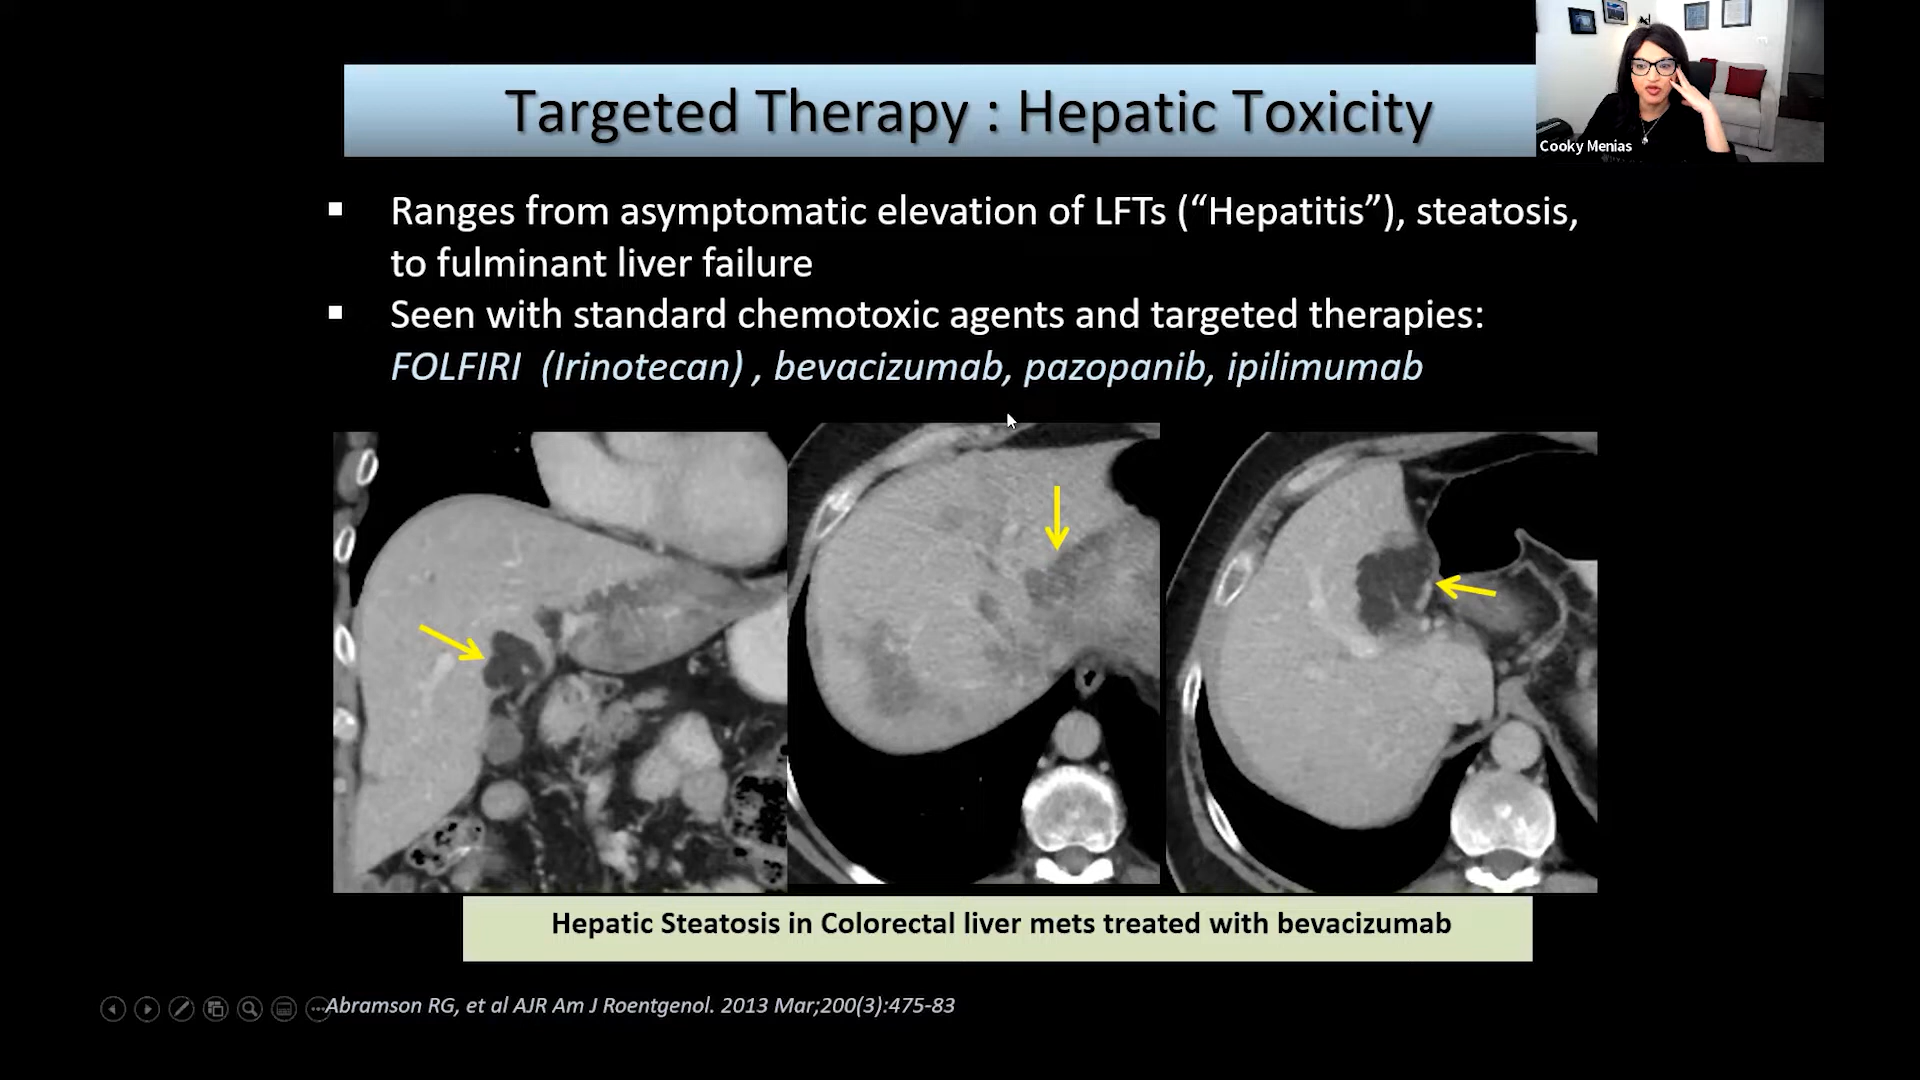 Targeted Therapy : Hepatic Toxicity
Cooky Menias
▪ Ranges from asymptomatic elevation of LFTs (“Hepatitis”), steatosis,
to fulminant liver failure
▪ Seen with standard chemotoxic agents and targeted therapies:
FOLFIRI (Irinotecan) , bevacizumab, pazopanib, ipilimumab
Hepatic Steatosis in Colorectal liver mets treated with bevacizumab
Abramson RG, et al AJR Am J Roentgenol. 2013 Mar;200(3):475-83